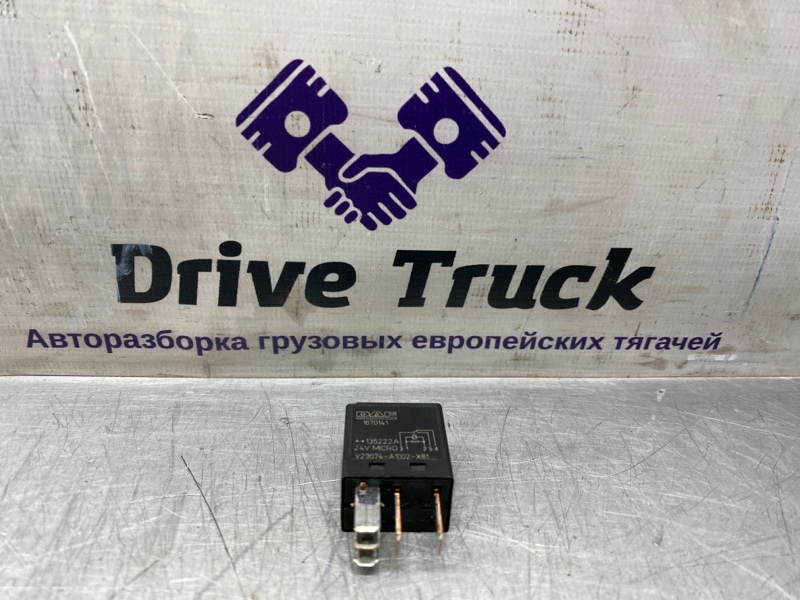 Drive Truck
Авторазборка грузовых европейских тягачей
DAF
1670141
++135222A
24V MICRO
V23074-A1002-X81